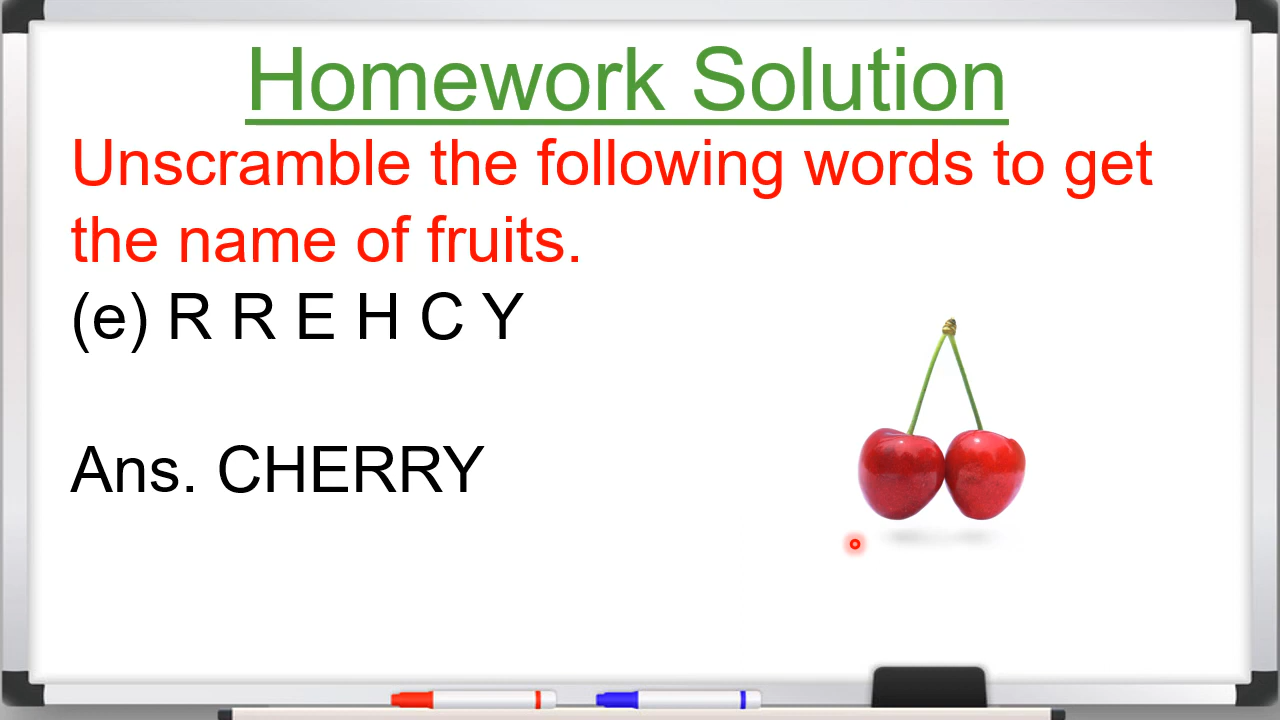 Homework Solution
Unscramble the following words to get
the name of fruits.
(e) R R E H C Y
Ans. CHERRY